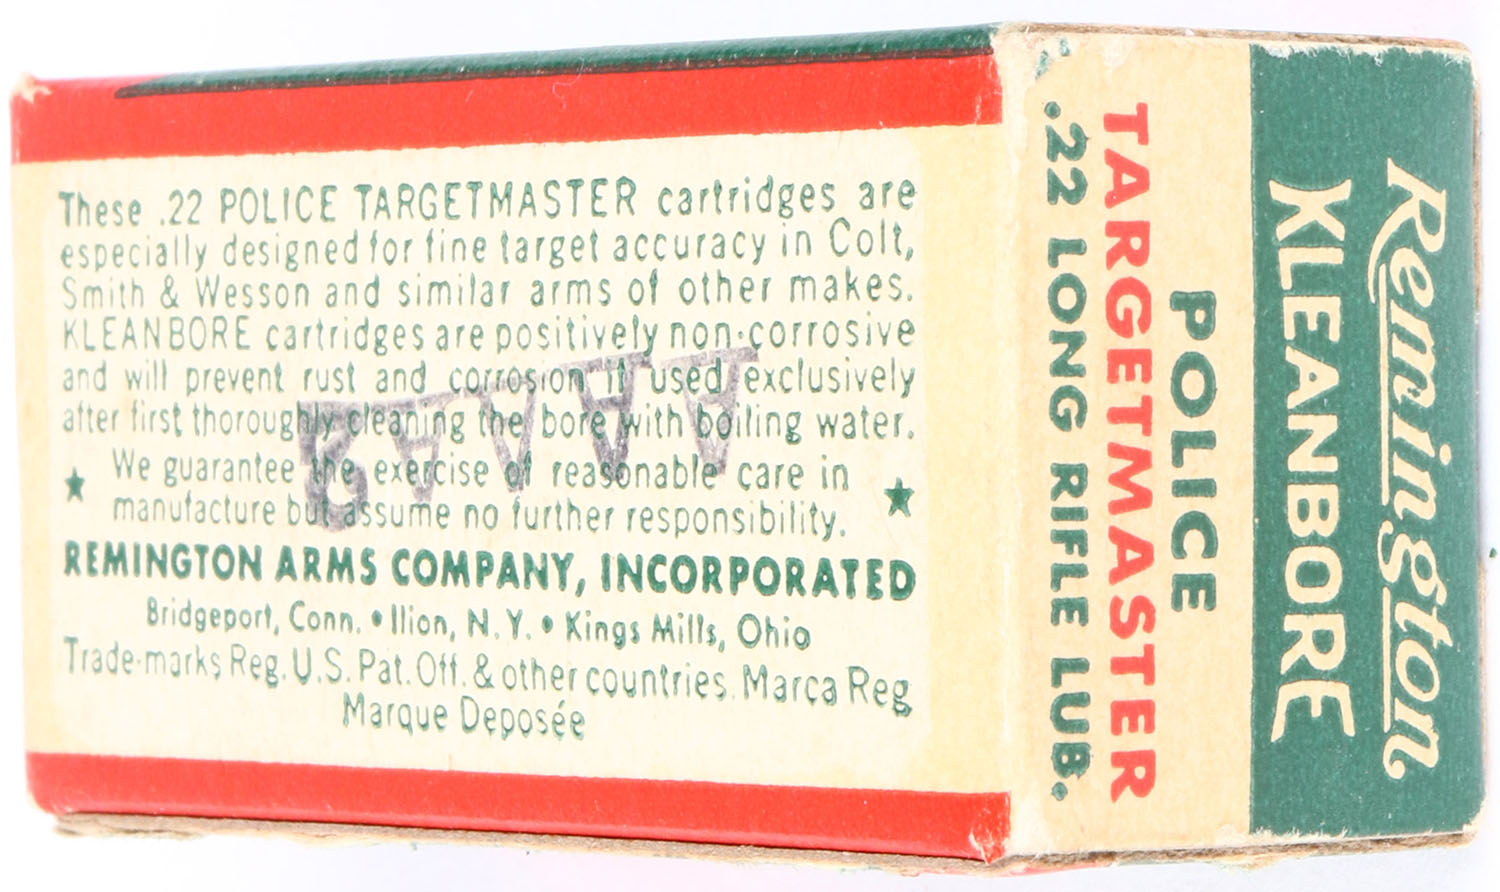 These .22 POLICE TARGETMASTER cartridges are
especially designed for fine target accuracy in Colt,
Smith & Wesson and similar arms of other makes.
KLEANBORE cartridges are positively non-corrosive
and will prevent rust and corrosion if used exclusively
after first thoroughly cleaning the bore with boiling water.
We guarantee the exercise of reasonable care in
manufacture but assume no further responsibility.
REMINGTON ARMS COMPANY, INCORPORATED
Bridgeport, Conn. • Ilion, N.Y. • Kings Mills, Ohio
Trade-marks Reg. U.S. Pat. Off. & other countries. Marca Reg
Marque Deposée
Remington
KLEANBORE
POLICE
TARGETMASTER
.22 LONG RIFLE LUB.